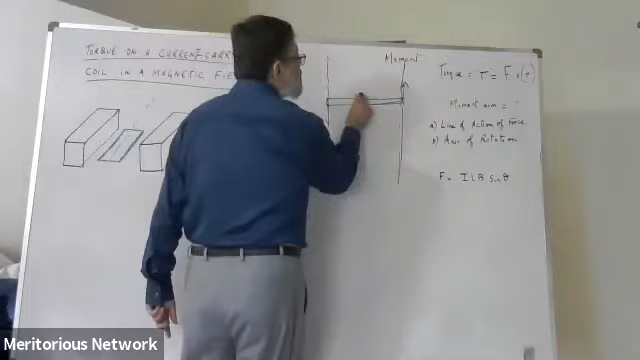 TORQUE ON A CURRENT CARR
COIL IN A MAGNETIC FIE
Moment
Torque = τ = F x (r)
Moment arm = 
a) Line of Action of Force
b) Axis of Rotation
F = I L B Sin θ
Meritorious Network